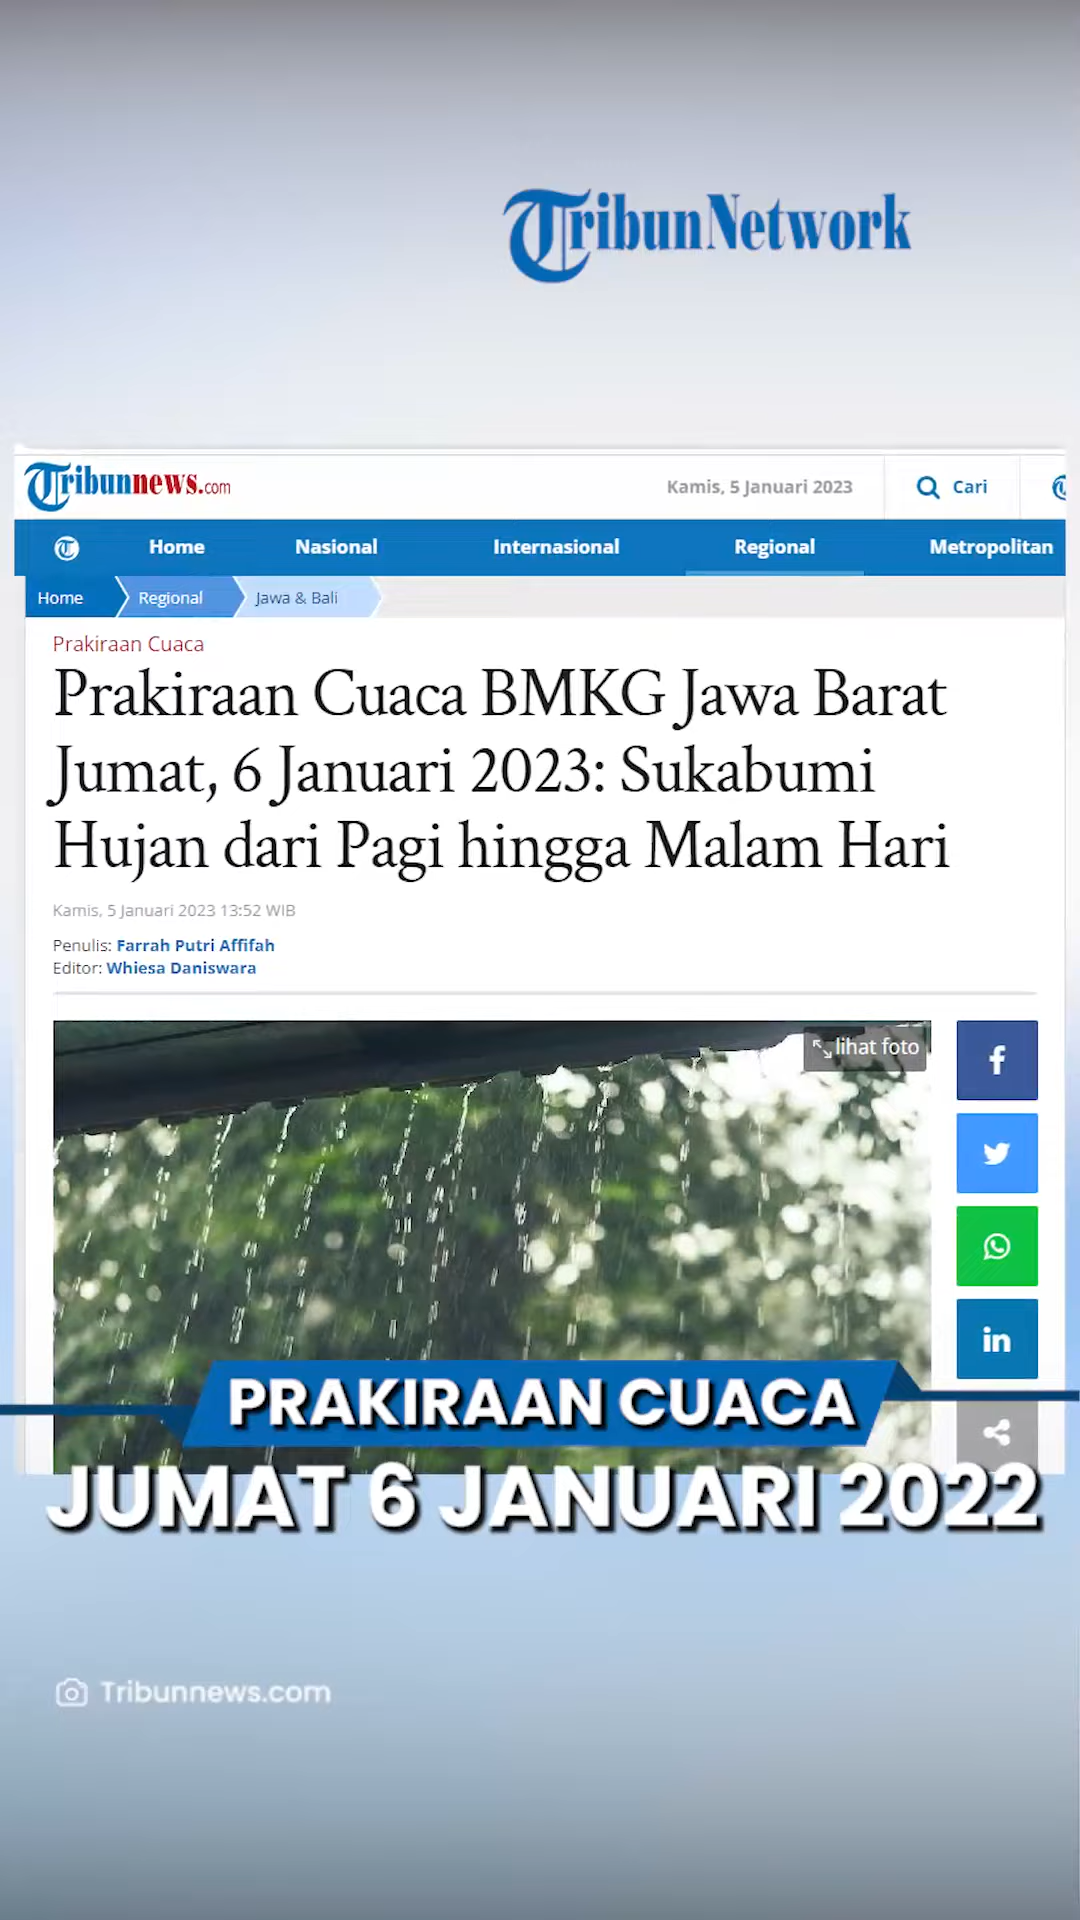 Tribun Network
Tribunnews.com
Kamis, 5 Januari 2023
Cari
Home
Nasional
Internasional
Regional
Metropolitan
Home
Regional
Jawa & Bali
Prakiraan Cuaca
Prakiraan Cuaca BMKG Jawa Barat
Jumat, 6 Januari 2023: Sukabumi
Hujan dari Pagi hingga Malam Hari
Kamis, 5 Januari 2023 13:52 WIB
Penulis: Farrah Putri Affifah
Editor: Whiesa Daniswara
lihat foto
PRAKIRAAN CUACA
JUMAT 6 JANUARI 2022
Tribunnews.com